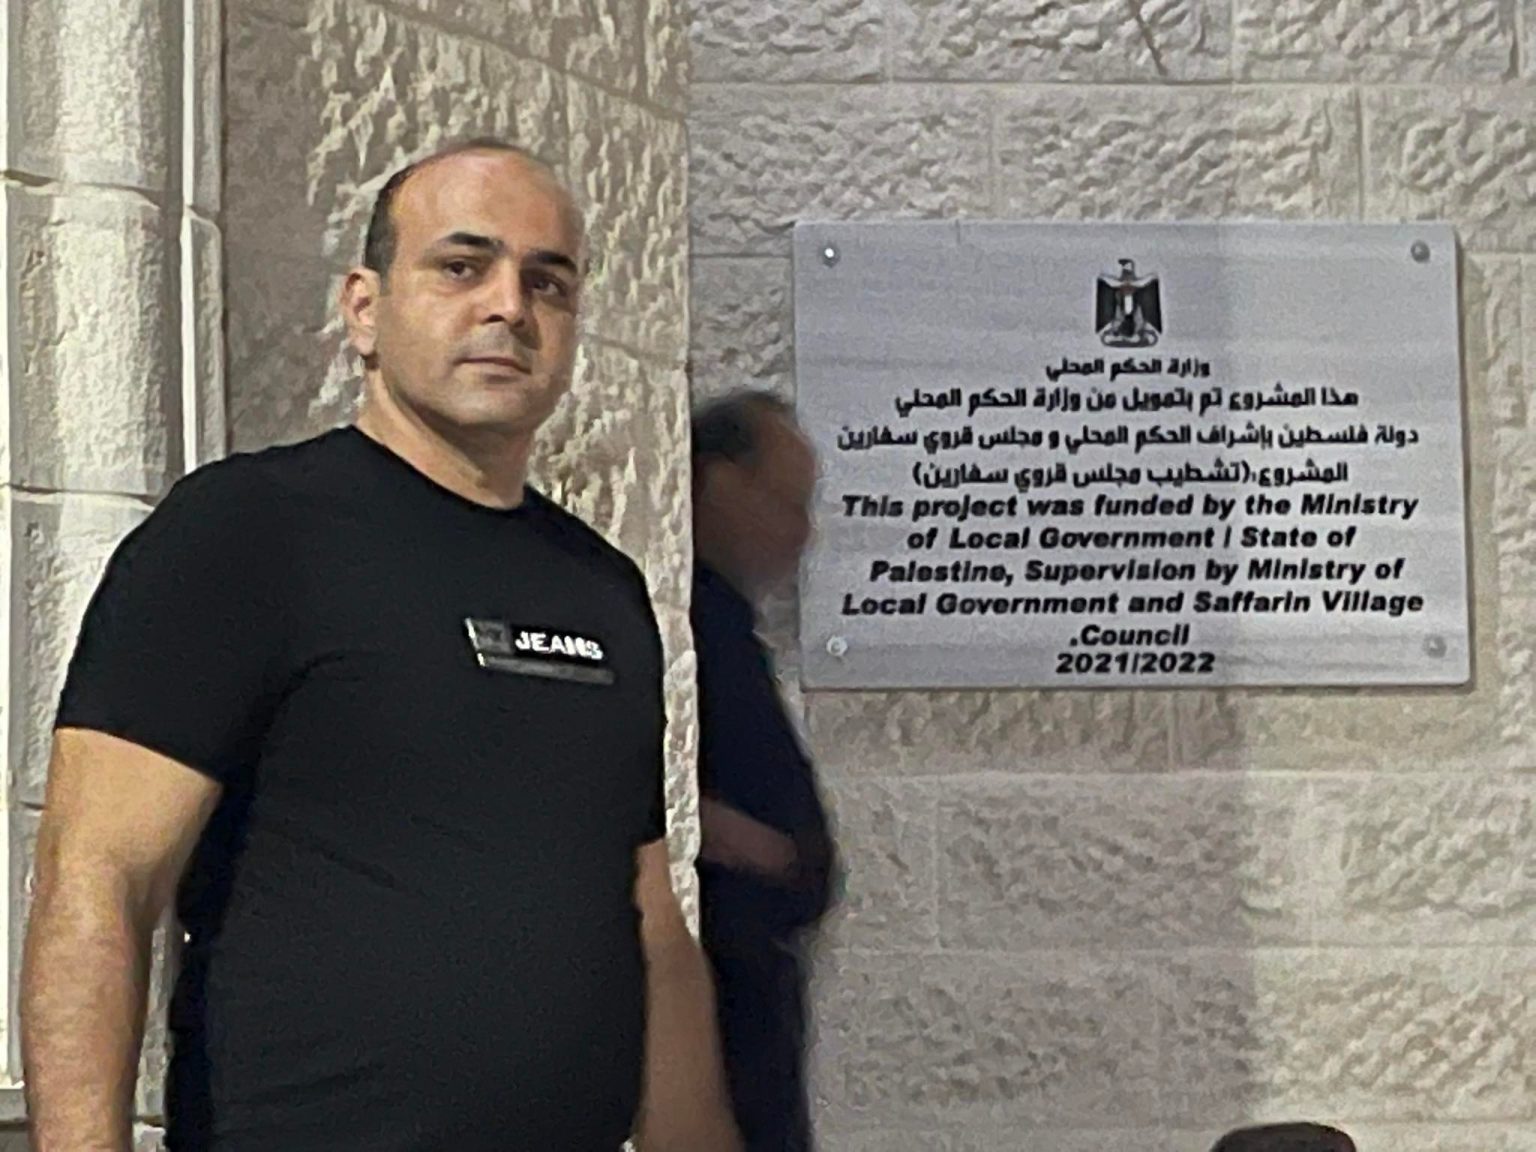 JEANS
وزارة الحكم المحلي
هذا المشروع تم بتمويل من وزارة الحكم المحلي
دولة فلسطين بإشراف الحكم المحلي و مجلس قروي سفارين
المشروع:(تشطيب مجلس قروي سفارين)
This project was funded by the Ministry
of Local Government / State of
Palestine, Supervision by Ministry of
Local Government and Saffarin Village
.Council
2021/2022